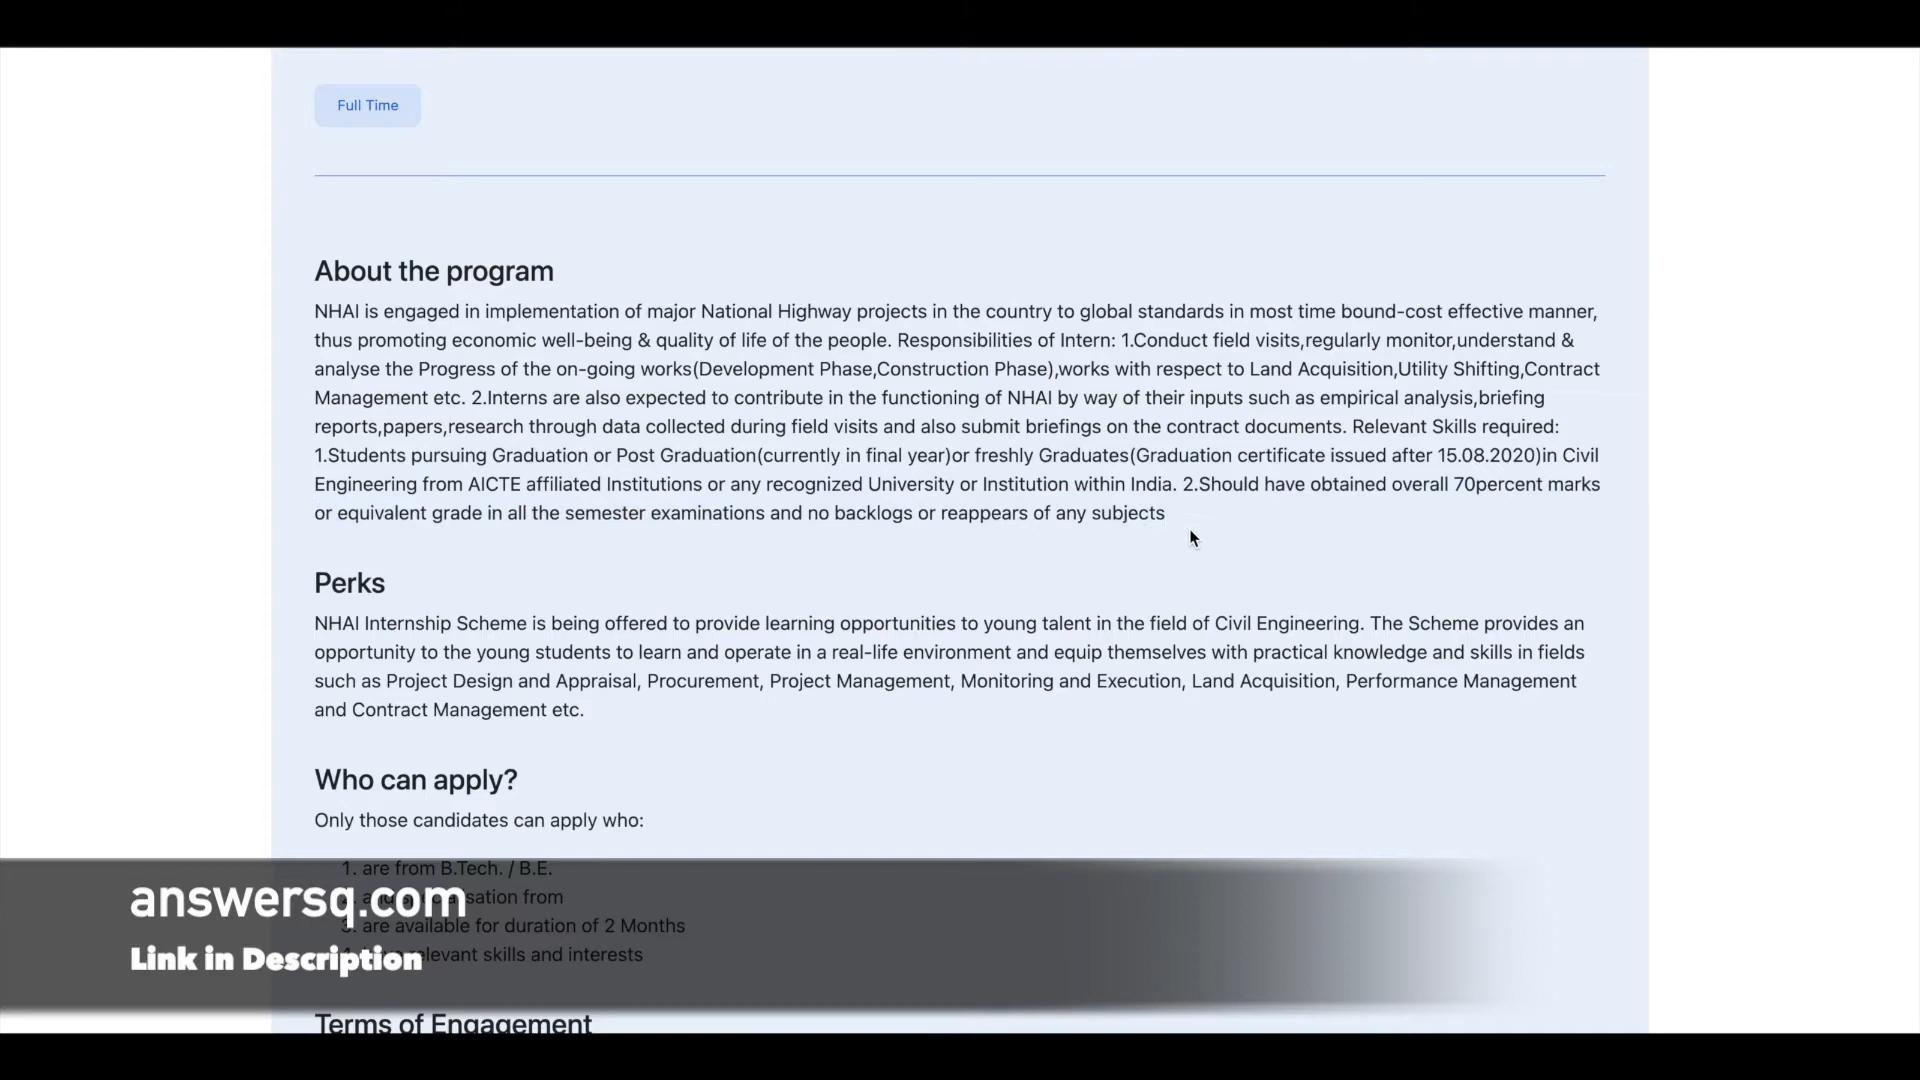 Full Time
About the program
NHAI is engaged in implementation of major National Highway projects in the country to global standards in most time bound-cost effective manner,
thus promoting economic well-being & quality of life of the people. Responsibilities of Intern: 1.Conduct field visits,regularly monitor,understand &
analyse the Progress of the on-going works(Development Phase,Construction Phase),works with respect to Land Acquisition,Utility Shifting,Contract
Management etc. 2.Interns are also expected to contribute in the functioning of NHAI by way of their inputs such as empirical analysis,briefing
reports,papers,research through data collected during field visits and also submit briefings on the contract documents. Relevant Skills required:
1.Students pursuing Graduation or Post Graduation(currently in final year)or freshly Graduates(Graduation certificate issued after 15.08.2020)in Civil
Engineering from AICTE affiliated Institutions or any recognized University or Institution within India. 2.Should have obtained overall 70percent marks
or equivalent grade in all the semester examinations and no backlogs or reappears of any subjects
Perks
NHAI Internship Scheme is being offered to provide learning opportunities to young talent in the field of Civil Engineering. The Scheme provides an
opportunity to the young students to learn and operate in a real-life environment and equip themselves with practical knowledge and skills in fields
such as Project Design and Appraisal, Procurement, Project Management, Monitoring and Execution, Land Acquisition, Performance Management
and Contract Management etc.
Who can apply?
Only those candidates can apply who:
1. are from B.Tech. / B.E.
answersq.com
from
3. are available for duration of 2 Months
Link in Description
relevant skills and interests
Terms of Engagement